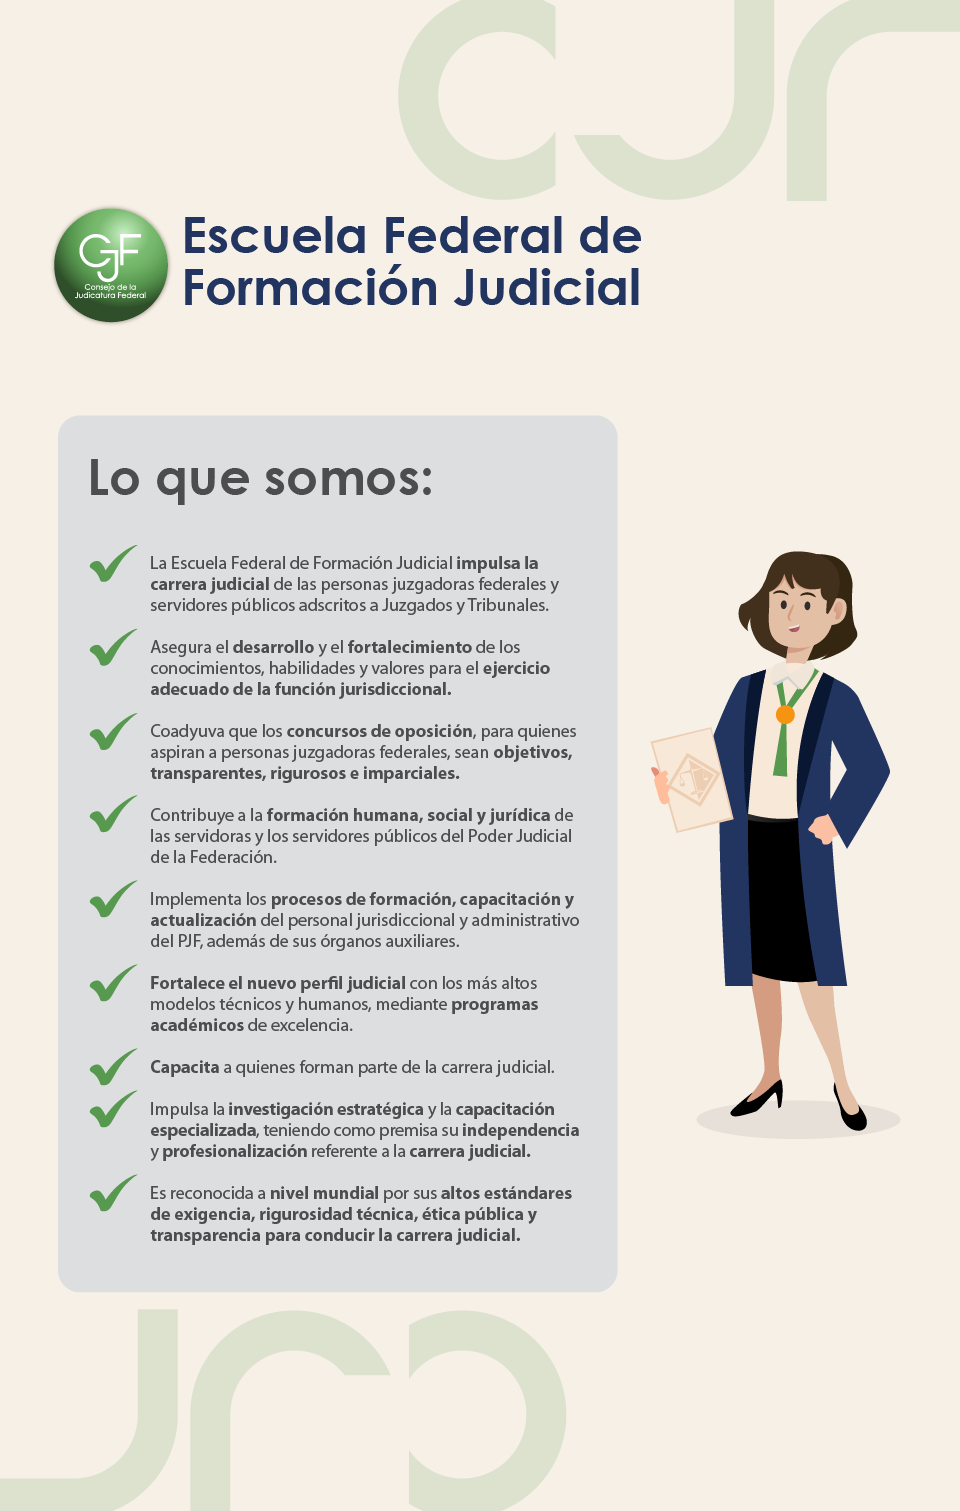 CJF
Consejo de la
Judicatura Federal
Escuela Federal de
Formación Judicial
Lo que somos:
La Escuela Federal de Formación Judicial impulsa la
carrera judicial de las personas juzgadoras federales y
servidores públicos adscritos a Juzgados y Tribunales.
Asegura el desarrollo y el fortalecimiento de los
conocimientos, habilidades y valores para el ejercicio
adecuado de la función jurisdiccional.
Coadyuva que los concursos de oposición, para quienes
aspiran a personas juzgadoras federales, sean objetivos,
transparentes, rigurosos e imparciales.
Contribuye a la formación humana, social y jurídica de
las servidoras y los servidores públicos del Poder Judicial
de la Federación.
Implementa los procesos de formación, capacitación y
actualización del personal jurisdiccional y administrativo
del PJF, además de sus órganos auxiliares.
Fortalece el nuevo perfil judicial con los más altos
modelos técnicos y humanos, mediante programas
académicos de excelencia.
Capacita a quienes forman parte de la carrera judicial.
Impulsa la investigación estratégica y la capacitación
especializada, teniendo como premisa su independencia
y profesionalización referente a la carrera judicial.
Es reconocida a nivel mundial por sus altos estándares
de exigencia, rigurosidad técnica, ética pública y
transparencia para conducir la carrera judicial.